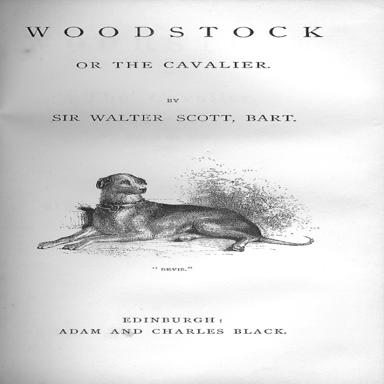 WOODSTOCK
OR THE CAVALIER.
BY
SIR WALTER SCOTT, BART.
"BEVIS."
EDINBURGH:
ADAM AND CHARLES BLACK.